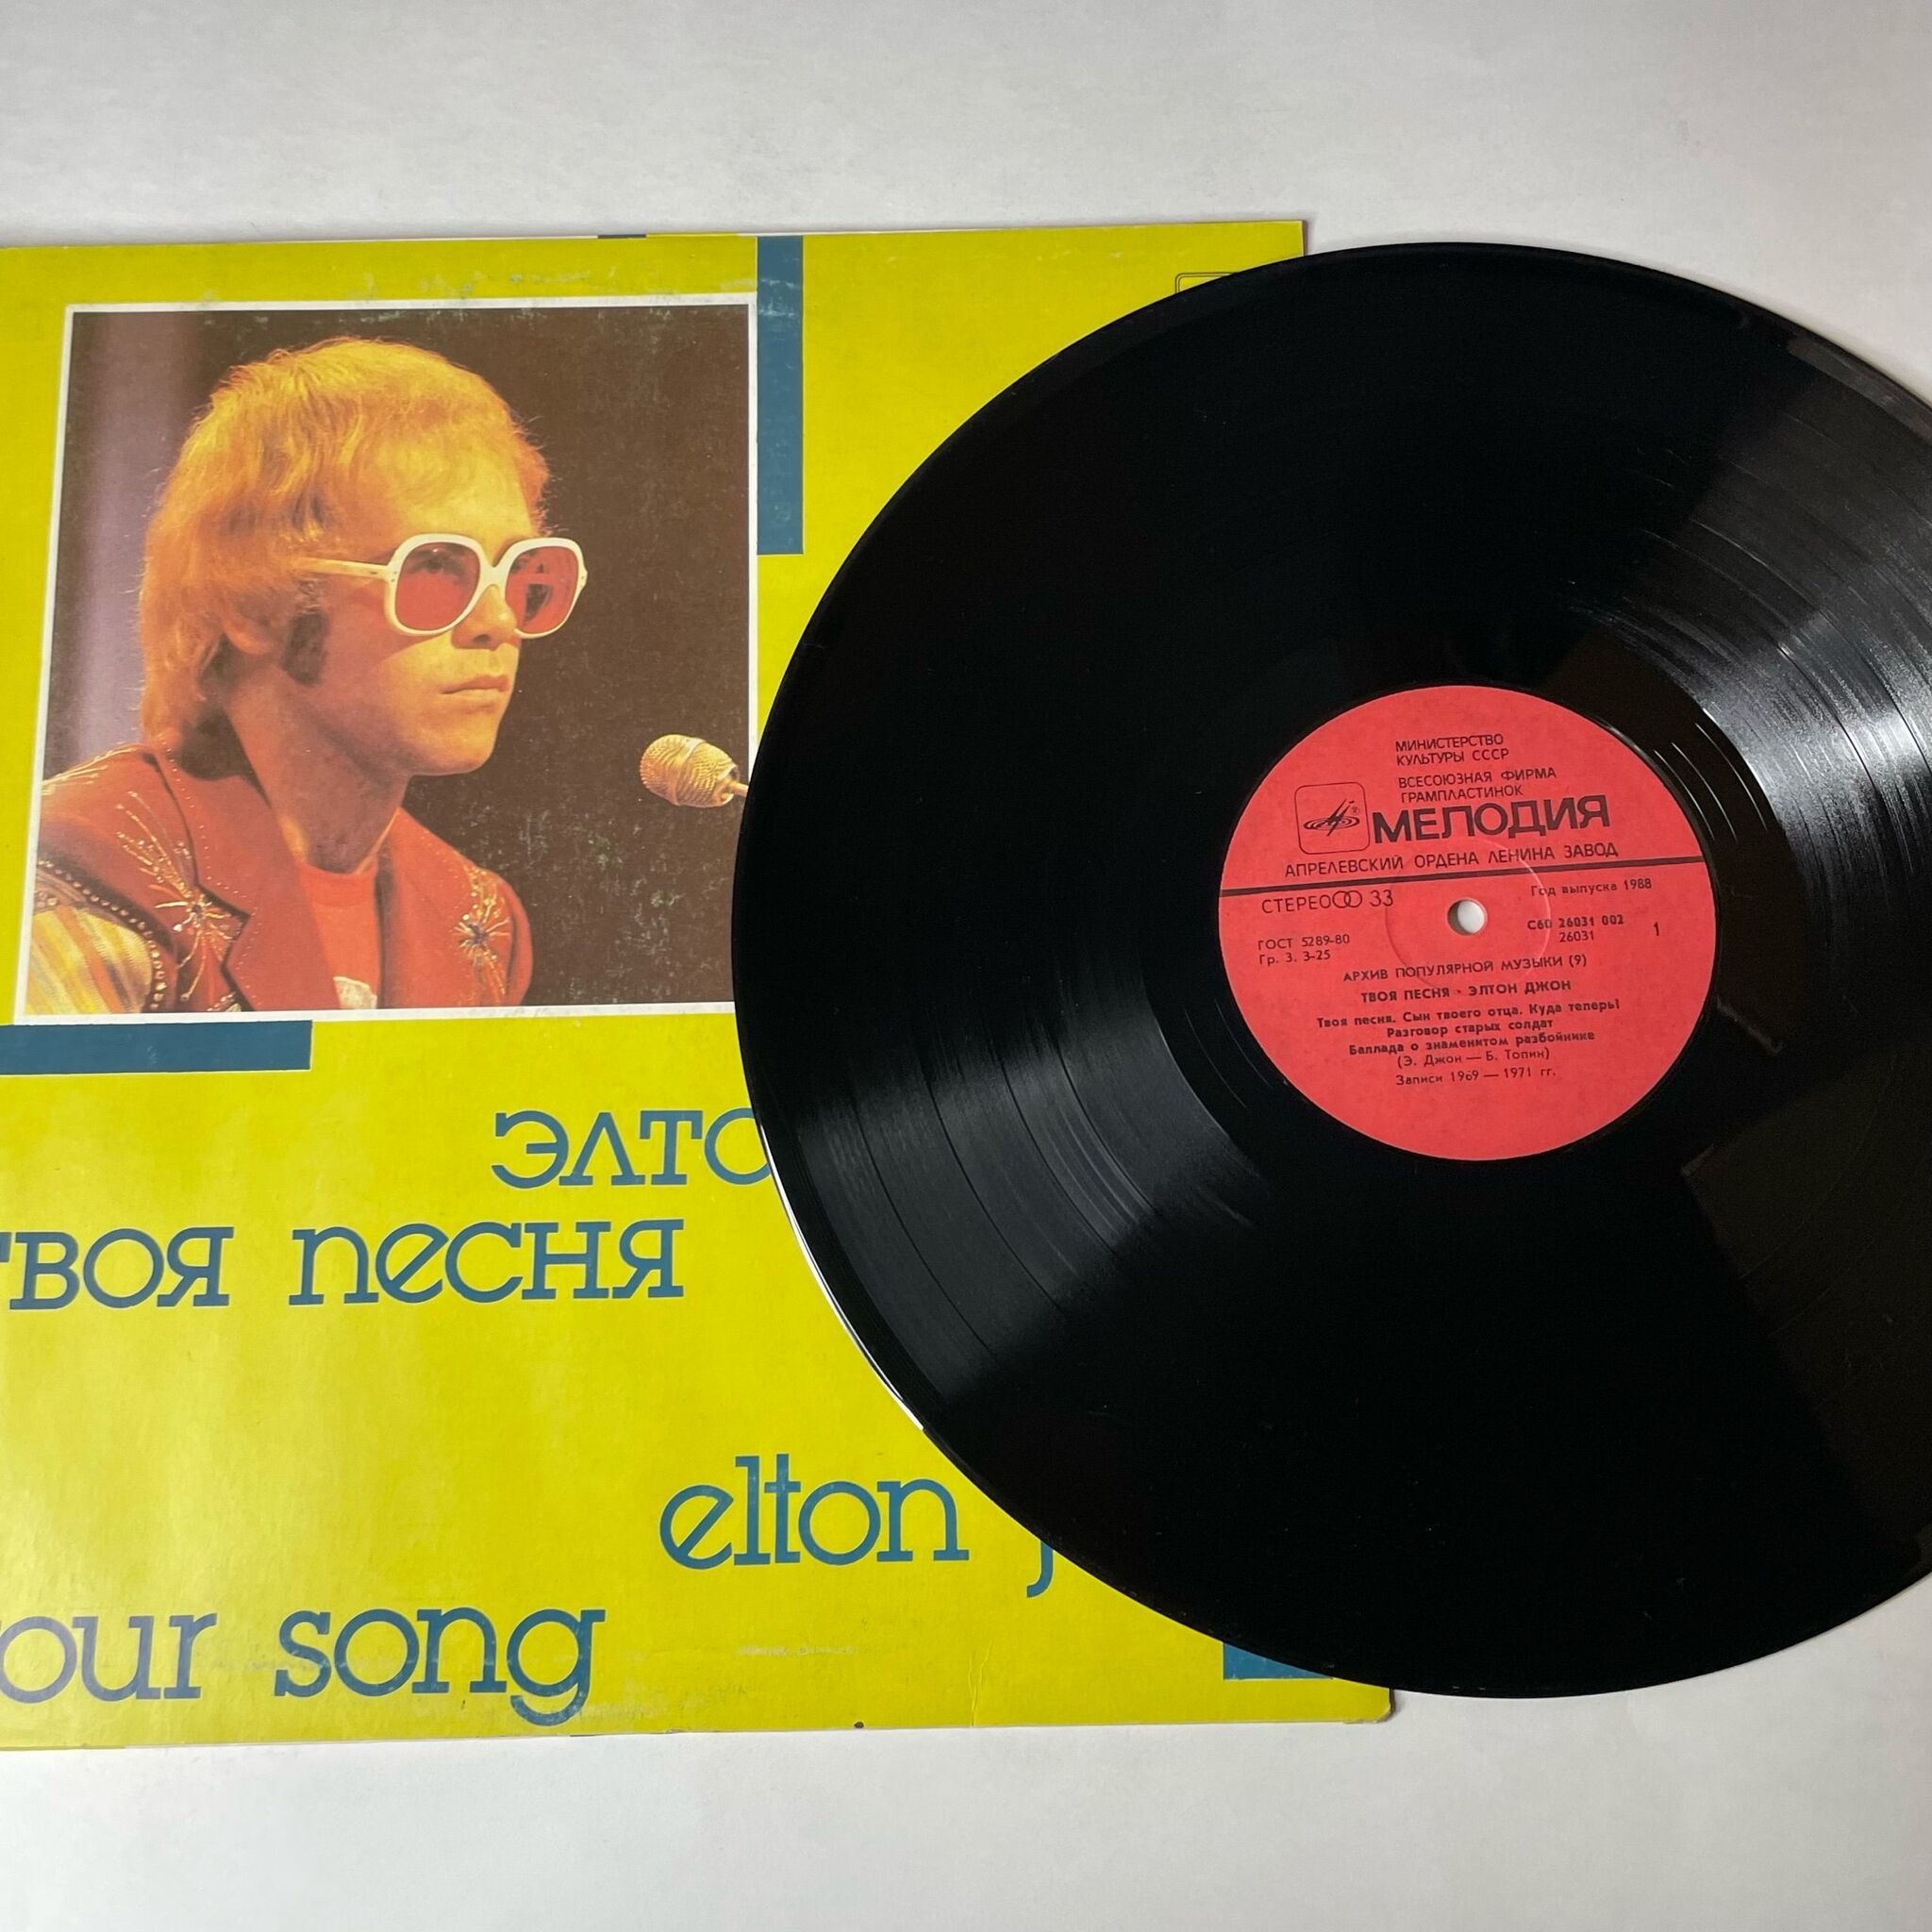 элто
твоя песня
elton j
our song
МИНИСТЕРСТВО
КУЛЬТУРЫ СССР
ВСЕСОЮЗНАЯ ФИРМА
ГРАМПЛАСТИНОК
МЕЛОДИЯ
АПРЕЛЕВСКИЙ ОРДЕНА ЛЕНИНА ЗАВОД
СТЕРЕО 33
Год выпуска 1988
ГОСТ 5289-80
Гр. 3. 3-25
С60 26031 002
26031
1
АРХИВ ПОПУЛЯРНОЙ МУЗЫКИ (9)
ТВОЯ ПЕСНЯ · ЭЛТОН ДЖОН
Твоя песня. Сын твоего отца. Куда теперь?
Разговор старых солдат
Баллада о знаменитом разбойнике
(Э. Джон — Б. Топин)
Записи 1969 — 1971 гг.